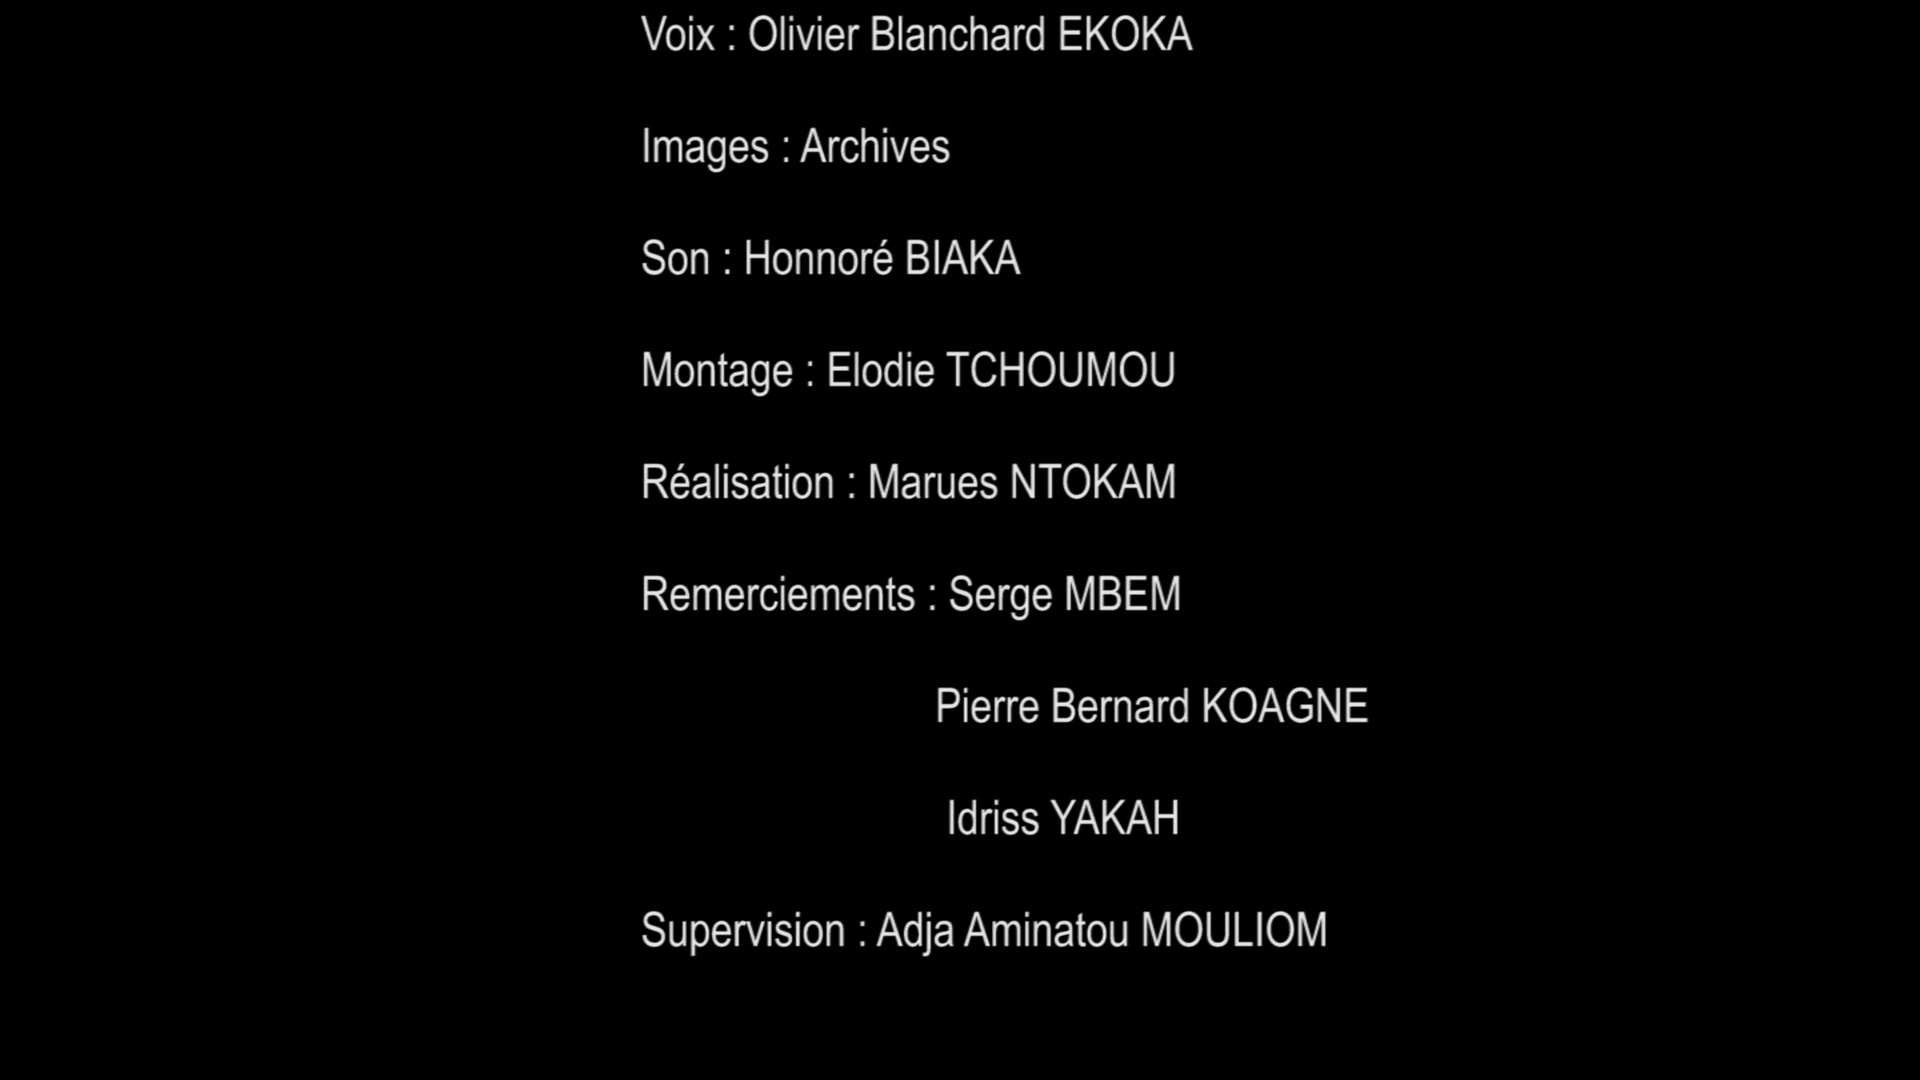 Voix : Olivier Blanchard EKOKA
Images : Archives
Son : Honnoré BIAKA
Montage : Elodie TCHOUMOU
Réalisation : Marues NTOKAM
Remerciements : Serge MBEM
Pierre Bernard KOAGNE
Idriss YAKAH
Supervision : Adja Aminatou MOULIOM